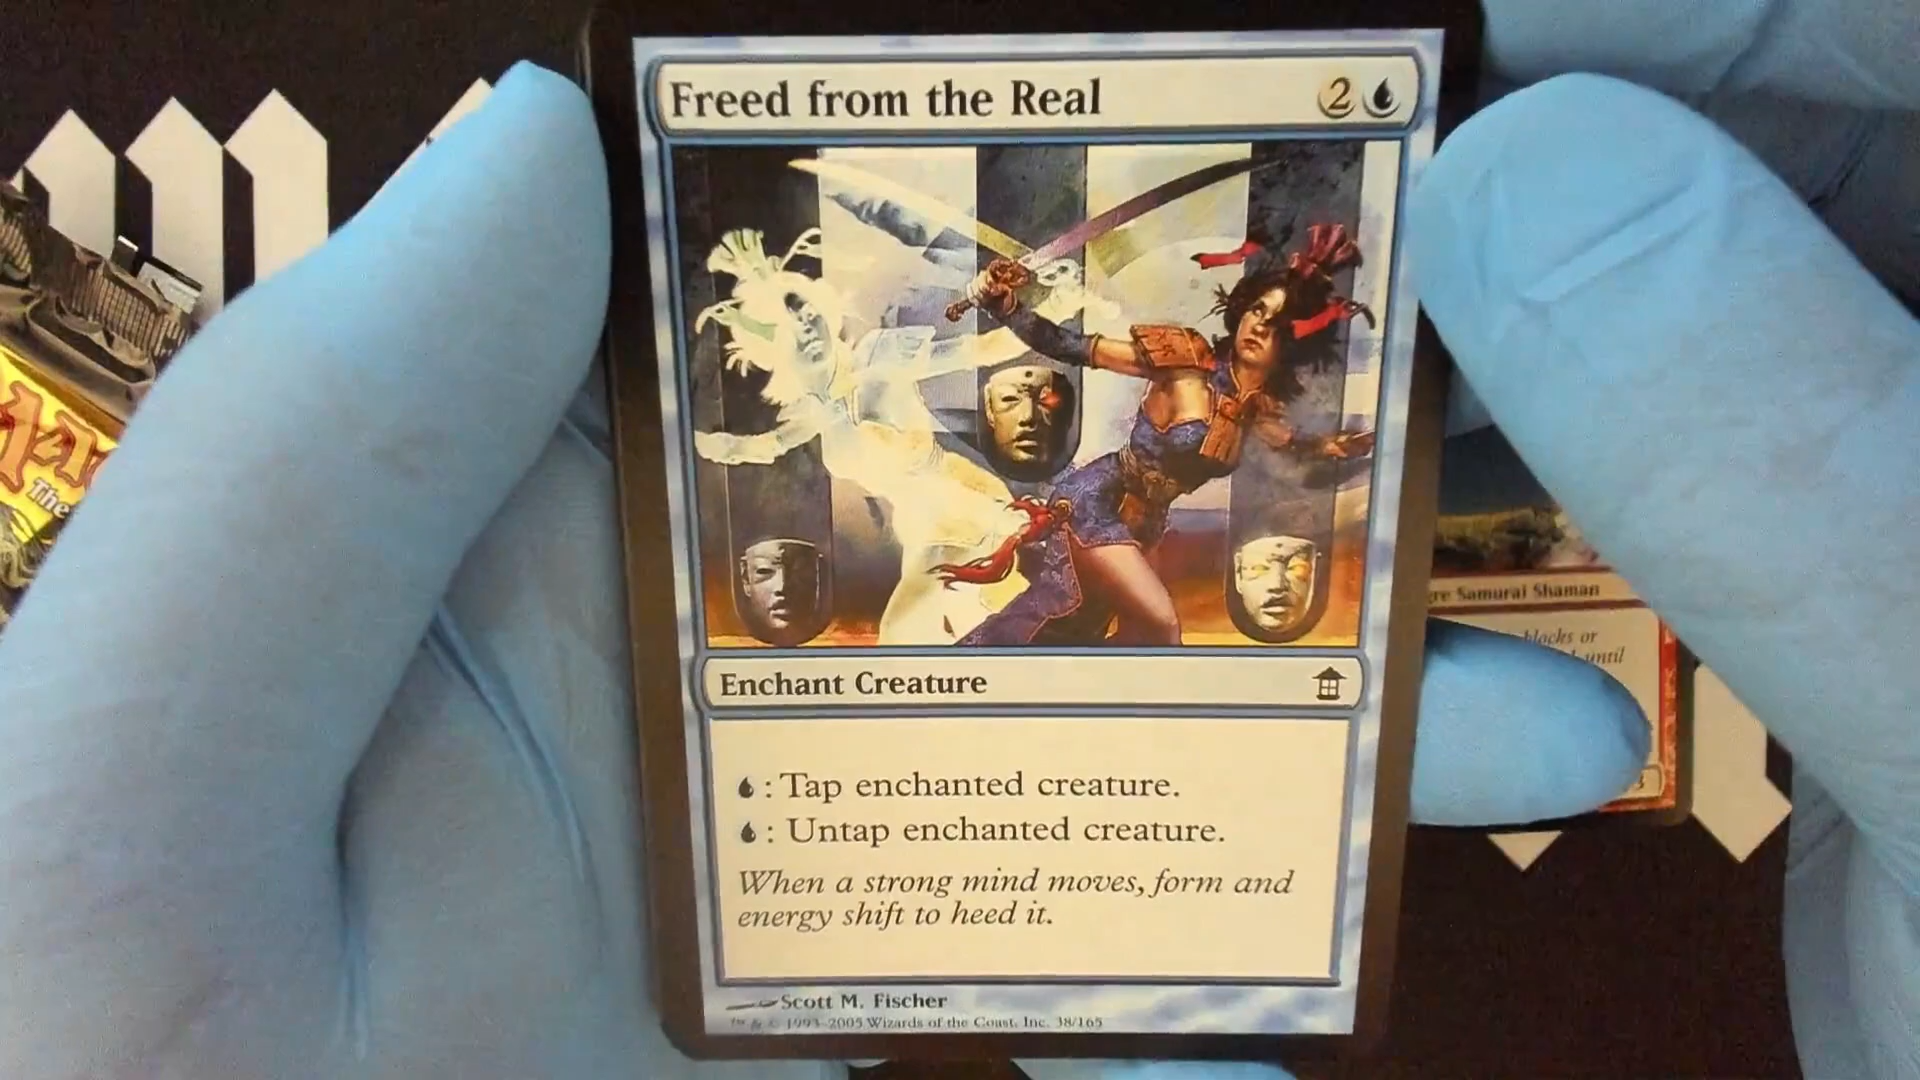 Freed from the Real 2
Enchant Creature
: Tap enchanted creature.
: Untap enchanted creature.
When a strong mind moves, form and
energy shift to heed it.
Scott M. Fischer
™ & © 1993-2005 Wizards of the Coast, Inc. 38/165
The
Samurai Shaman
blocks or
until